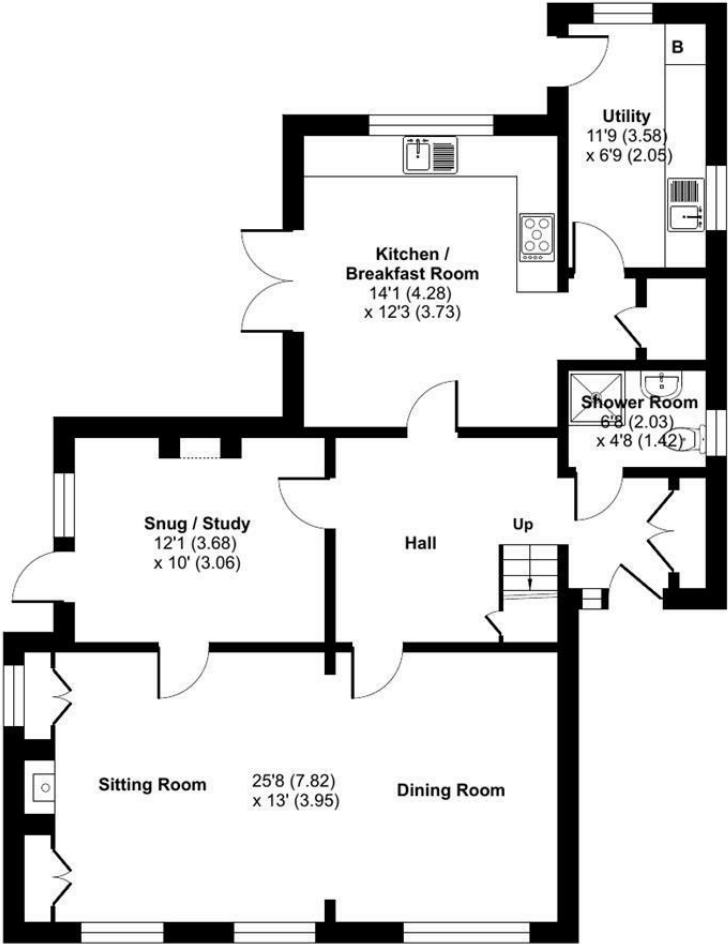 B
Utility
11'9 (3.58)
x 6'9 (2.05)
Kitchen /
Breakfast Room
14'1 (4.28)
x 12'3 (3.73)
Shower Room
6'8 (2.03)
x 4'8 (1.42)
Snug / Study
12'1 (3.68)
x 10' (3.06)
Hall
Up
Sitting Room
25'8 (7.82)
x 13' (3.95)
Dining Room